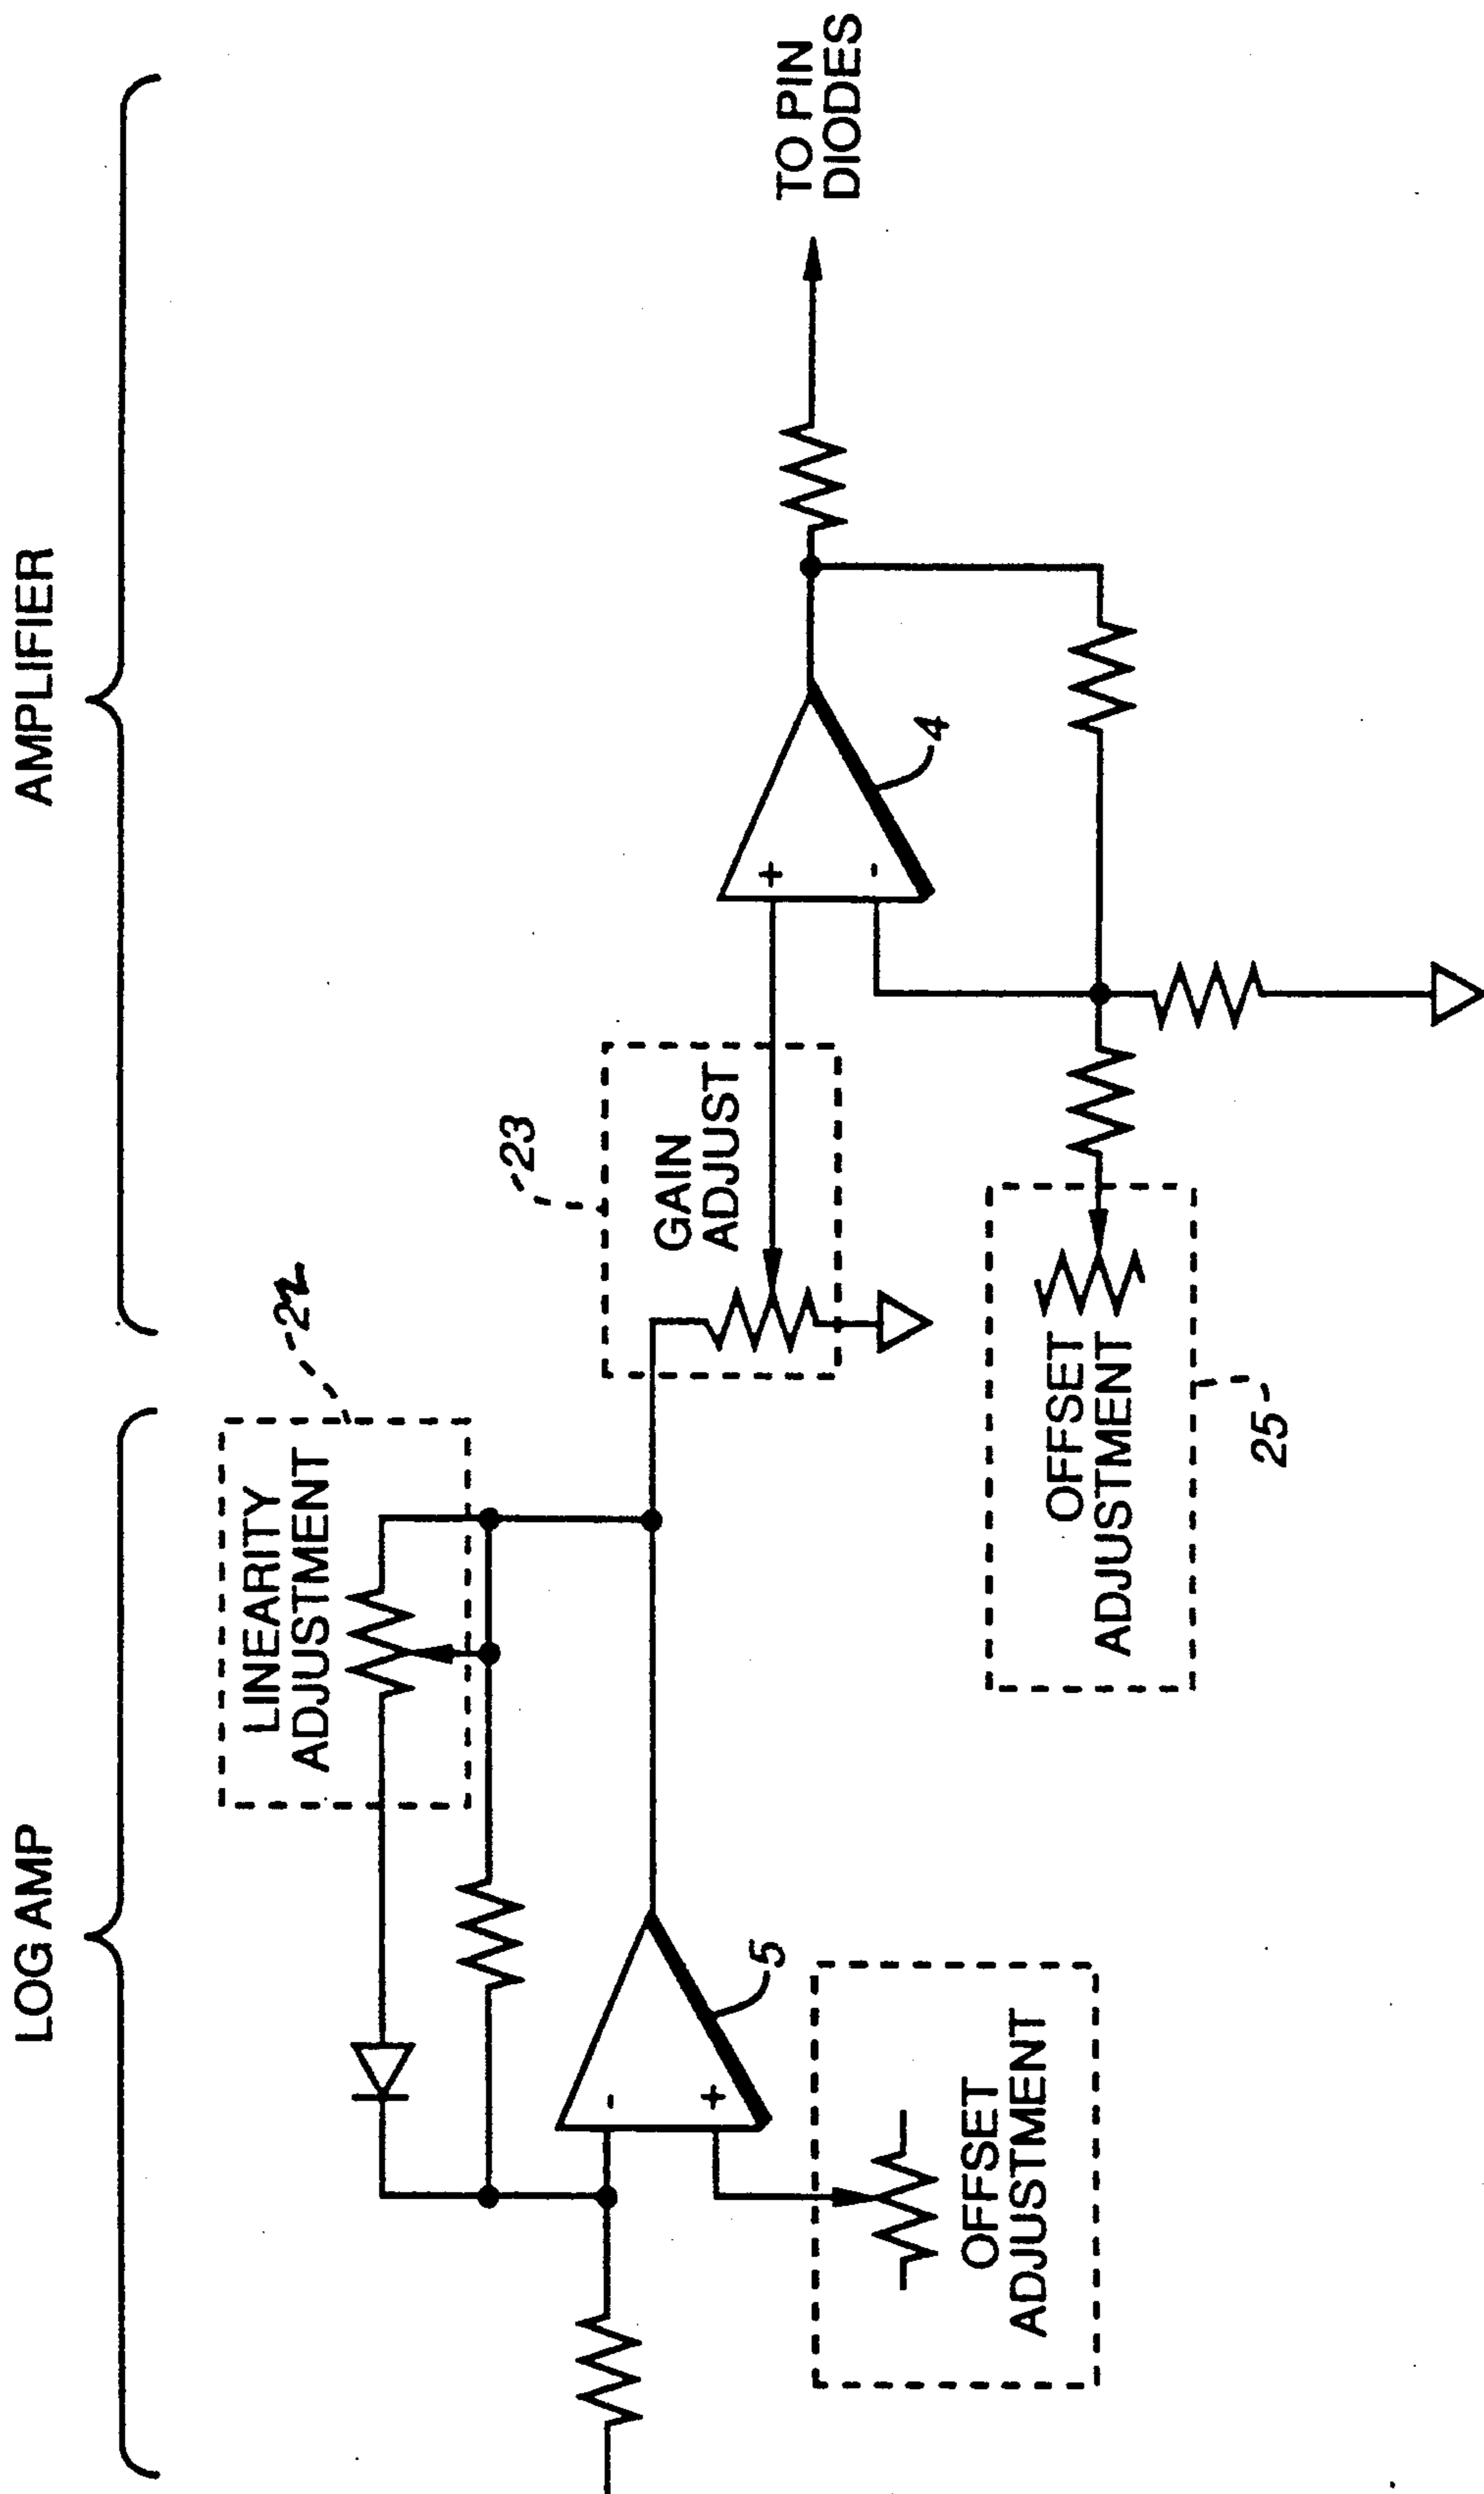 LOG AMP
AMPLIFIER
LINEARITY
ADJUSTMENT
22
23
GAIN
ADJUST
TO PIN
DIODES
-
+
5
+
-
4
OFFSET
ADJUSTMENT
OFFSET
ADJUSTMENT
25